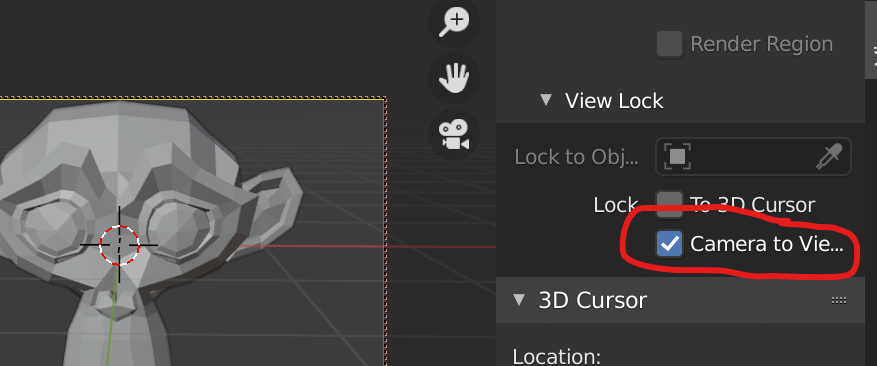 Render Region
View Lock
Lock to Obj...
Lock
To 3D Cursor
Camera to Vie...
3D Cursor
Location: